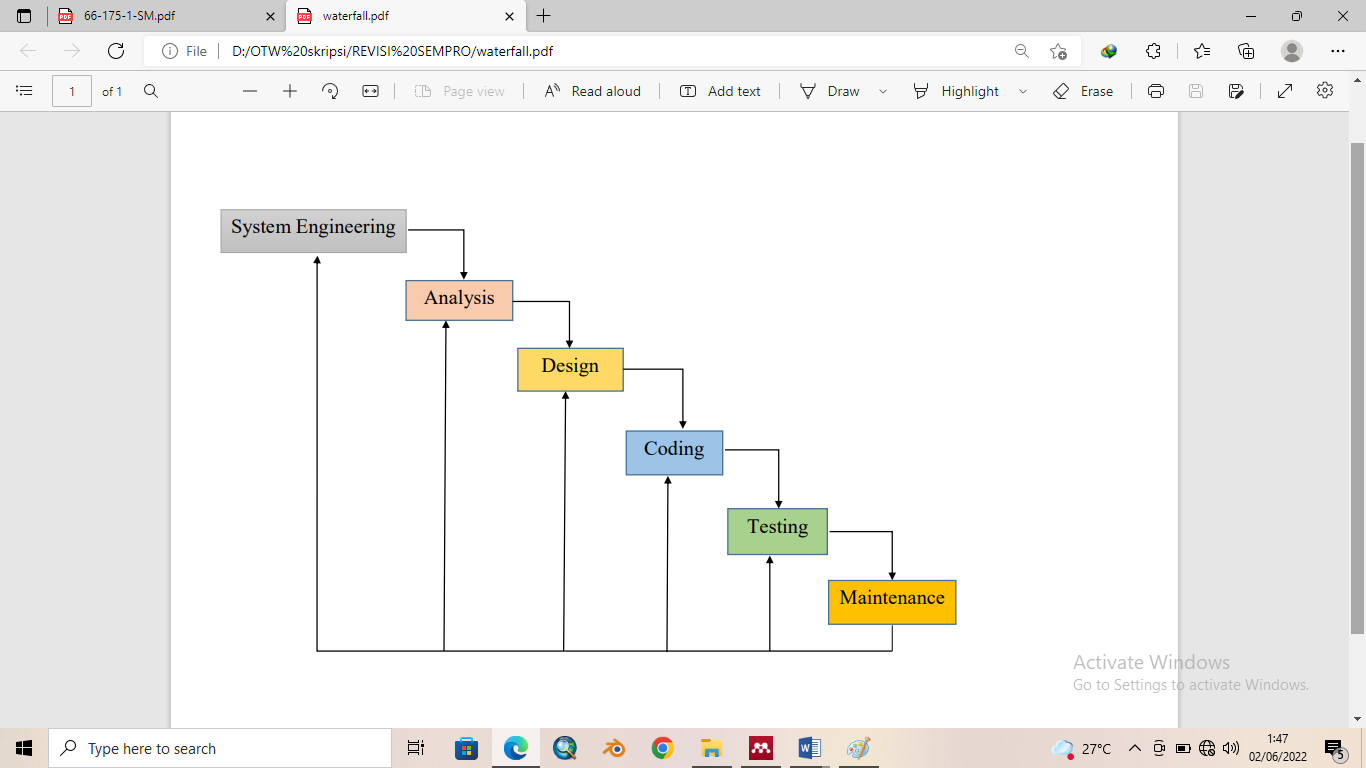 66-175-1-SM.pdf
waterfall.pdf
File
D:/OTW%20skripsi/REVISI%20SEMPRO/waterfall.pdf
1 of 1
Page view
Read aloud
Add text
Draw
Highlight
Erase
System Engineering
Analysis
Design
Coding
Testing
Maintenance
Activate Windows
Go to Settings to activate Windows.
Type here to search
27°C
1:47
02/06/2022
5